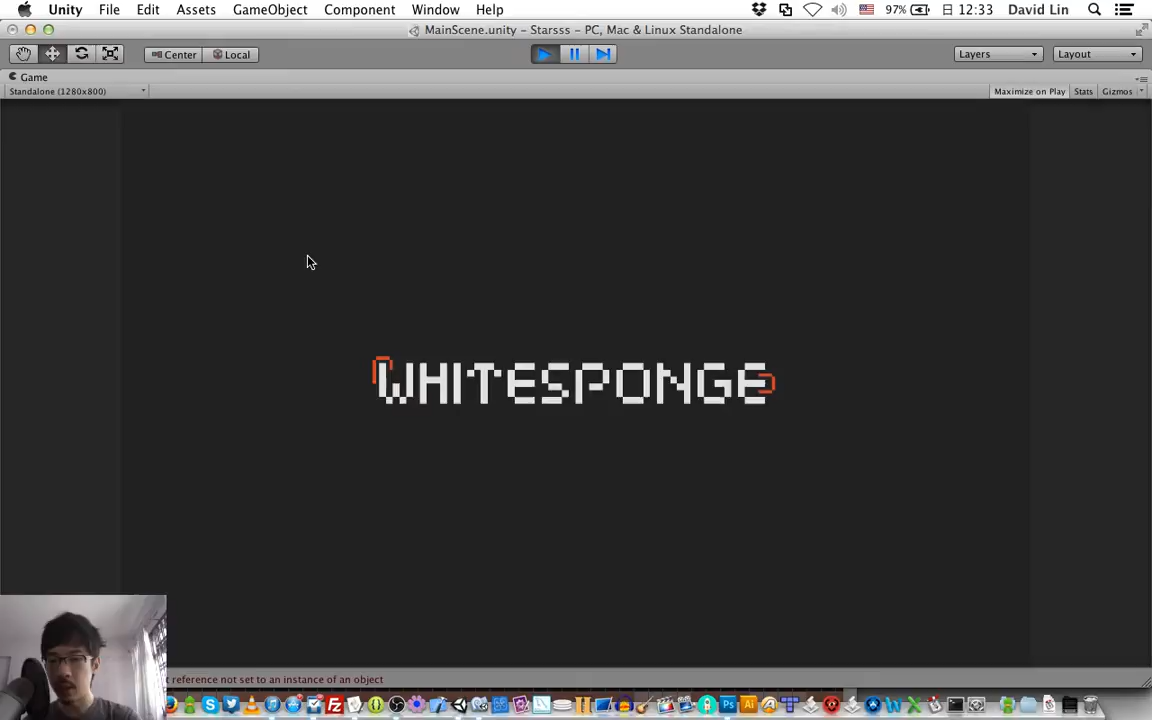 Unity File Edit Assets GameObject Component Window Help 97% 日 12:33 David Lin
MainScene.unity - Starsss - PC, Mac & Linux Standalone
Center Local Layers Layout
Game
Standalone (1280x800) Maximize on Play Stats Gizmos
WHITESPONGE
reference not set to an instance of an object